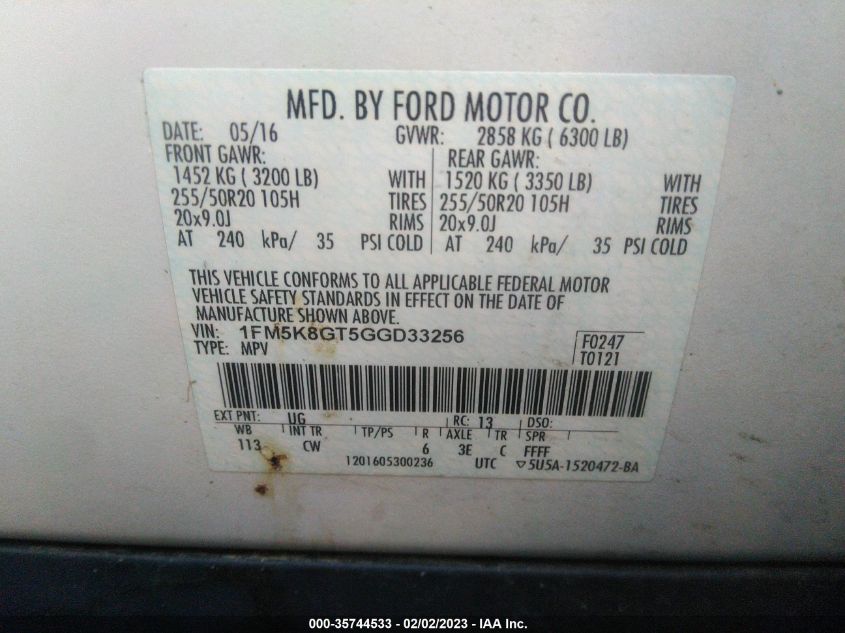 MFD. BY FORD MOTOR CO.
DATE: 05/16 GVWR: 2858 KG ( 6300 LB)
FRONT GAWR: REAR GAWR:
1452 KG ( 3200 LB) WITH 1520 KG ( 3350 LB) WITH
255/50R20 105H TIRES 255/50R20 105H TIRES
20x9.0J RIMS 20x9.0J RIMS
AT 240 kPa/ 35 PSI COLD AT 240 kPa/ 35 PSI COLD
THIS VEHICLE CONFORMS TO ALL APPLICABLE FEDERAL MOTOR
VEHICLE SAFETY STANDARDS IN EFFECT ON THE DATE OF
MANUFACTURE SHOWN ABOVE.
VIN: 1FM5K8GT5GGD33256 F0247
TYPE: MPV T0121
EXT PNT: UG RC: 13 DSO:
WB INT TR TP/PS R AXLE TR SPR
113 CW 6 3E C FFFF
1201605300236 UTC ▽5U5A-1520472-BA
000-35744533 - 02/02/2023 - IAA Inc.